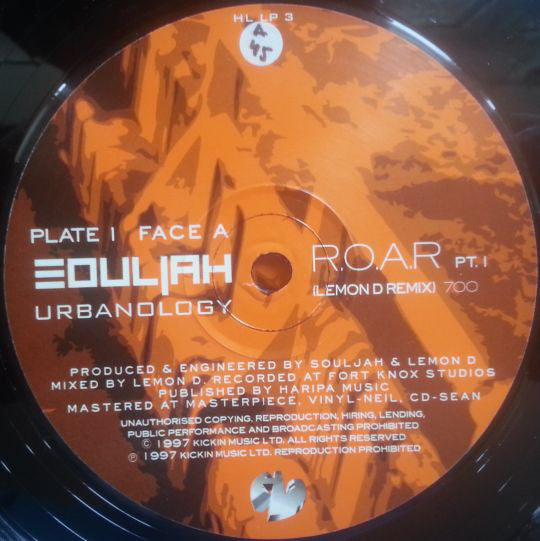 HL LP 3
A
45
PLATE 1 FACE A
SOULJAH
URBANOLOGY
R.O.A.R PT. 1
(LEMON D REMIX) 7:00
PRODUCED & ENGINEERED BY SOULJAH & LEMON D
MIXED BY LEMON D. RECORDED AT FORT KNOX STUDIOS
PUBLISHED BY HARIPA MUSIC
MASTERED AT MASTERPIECE, VINYL-NEIL, CD-SEAN
UNAUTHORISED COPYING, REPRODUCTION, HIRING, LENDING,
PUBLIC PERFORMANCE AND BROADCASTING PROHIBITED
© 1997 KICKIN MUSIC LTD. ALL RIGHTS RESERVED
℗ 1997 KICKIN MUSIC LTD. REPRODUCTION PROHIBITED